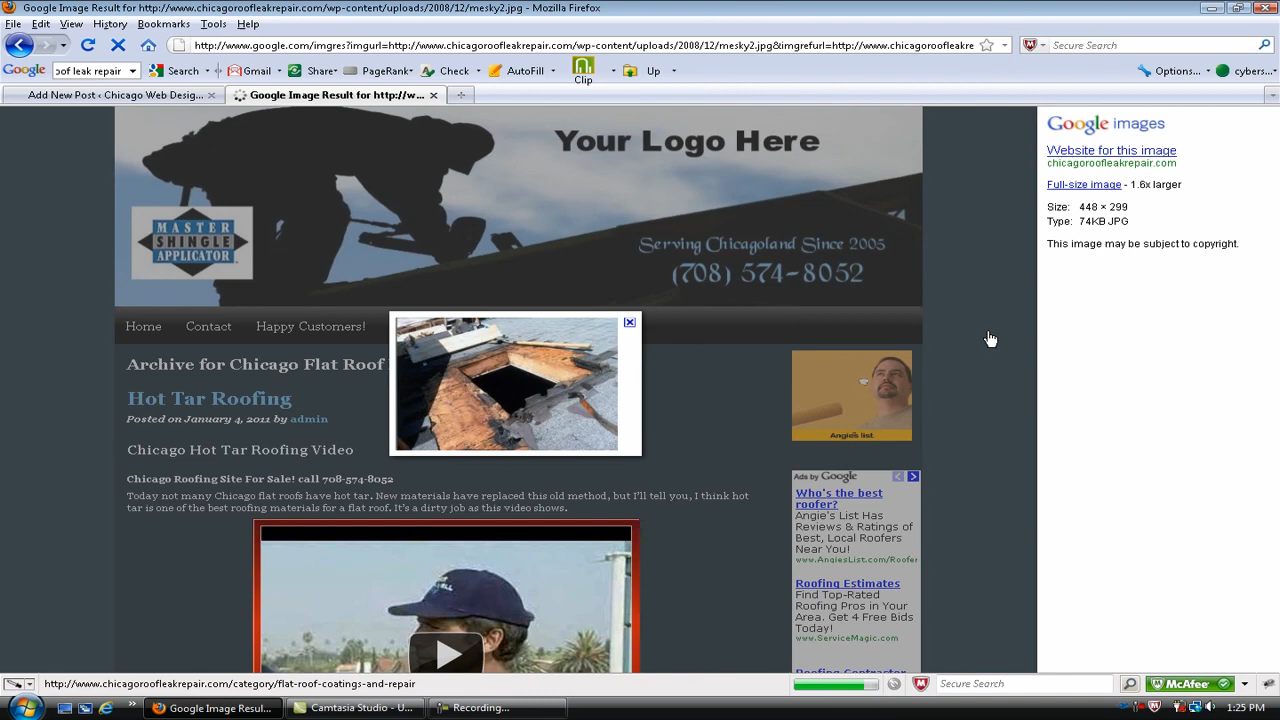 Google Image Result for http://www.chicagoroofleakrepair.com/wp-content/uploads/2008/12/mesky2.jpg - Mozilla Firefox
File Edit View History Bookmarks Tools Help
http://www.google.com/imgres?imgurl=http://www.chicagoroofleakrepair.com/wp-content/uploads/2008/12/mesky2.jpg&imgrefurl=http://www.chicagoroofleakre
Secure Search
Google oof leak repair Search Gmail Share PageRank Check AutoFill Clip Up Options... cybers...
Add New Post ‹ Chicago Web Desig... Google Image Result for http://w...
Your Logo Here
MASTER
SHINGLE
APPLICATOR
Serving Chicagoland Since 2005
(708) 574-8052
Home Contact Happy Customers!
Archive for Chicago Flat Roof
Hot Tar Roofing
Posted on January 4, 2011 by admin
Chicago Hot Tar Roofing Video
Chicago Roofing Site For Sale! call 708-574-8052
Today not many Chicago flat roofs have hot tar. New materials have replaced this old method, but I'll tell you, I think hot
tar is one of the best roofing materials for a flat roof. It's a dirty job as this video shows.
Angie's list
Ads by Google
Who's the best
roofer?
Angie's List Has
Reviews & Ratings of
Best, Local Roofers
Near You!
www.AngiesList.com/Roofer
Roofing Estimates
Find Top-Rated
Roofing Pros in Your
Area. Get 4 Free Bids
Today!
www.ServiceMagic.com
Roofing Contractor
Google images
Website for this image
chicagoroofleakrepair.com
Full-size image - 1.6x larger
Size: 448 × 299
Type: 74KB JPG
This image may be subject to copyright.
http://www.chicagoroofleakrepair.com/category/flat-roof-coatings-and-repair
Secure Search
McAfee
Google Image Resul... Camtasia Studio - U... Recording...
1:25 PM